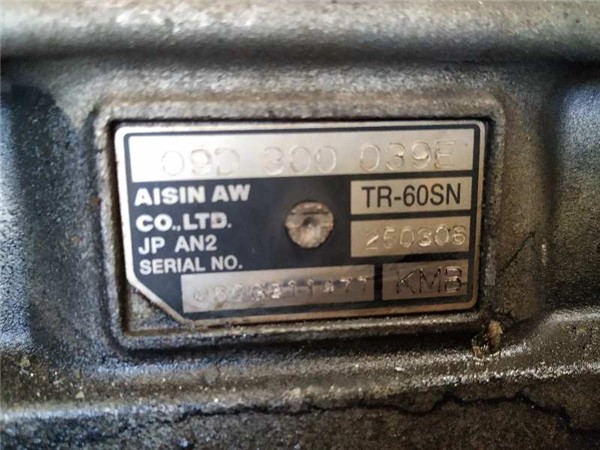 09D 300 039E
AISIN AW
CO.,LTD.
JP AN2
SERIAL NO.
TR-60SN
250306
KMB